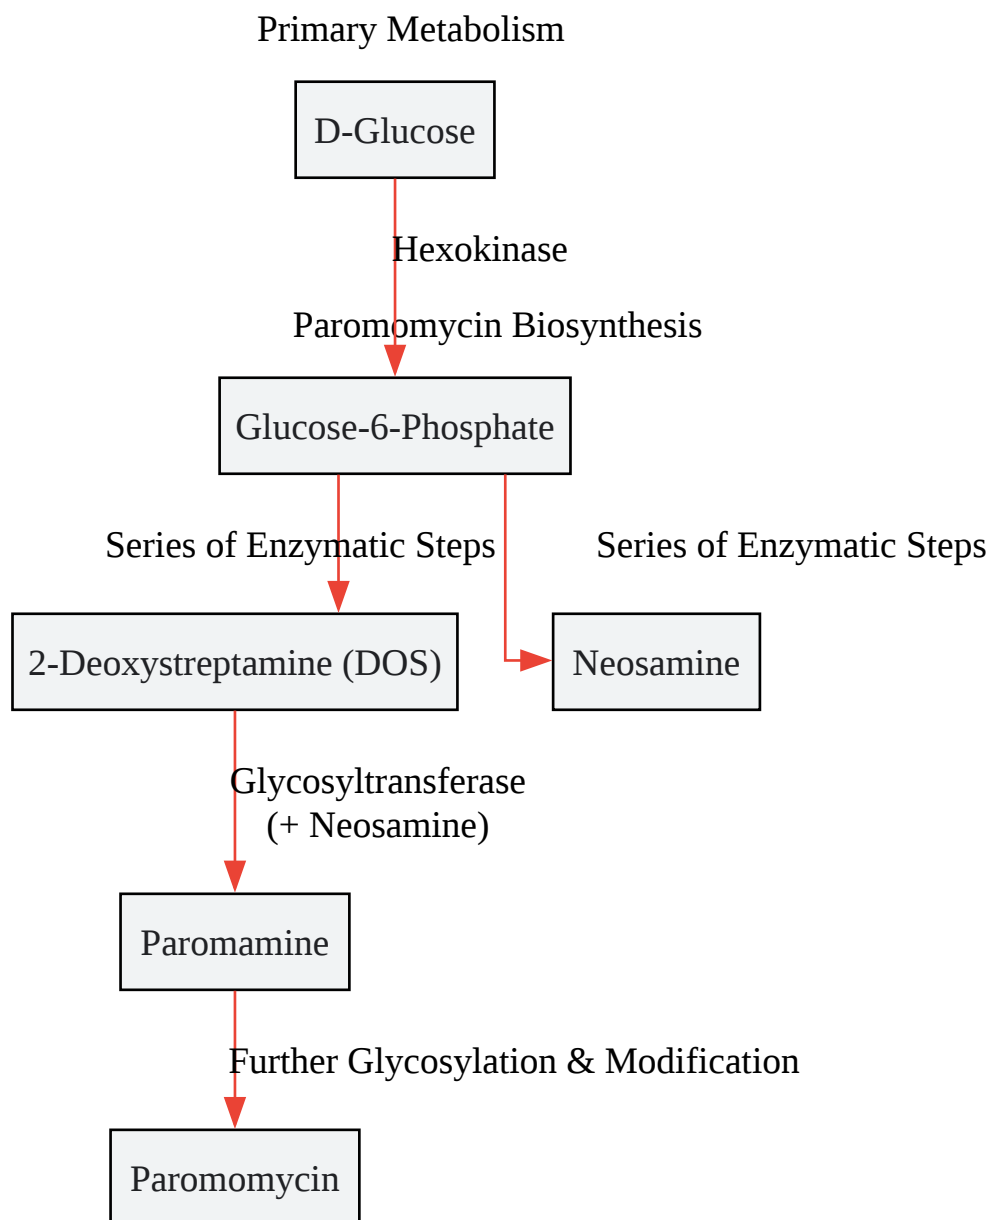 Primary Metabolism
D-Glucose
Hexokinase
Paromomycin Biosynthesis
Glucose-6-Phosphate
Series of Enzymatic Steps
Series of Enzymatic Steps
2-Deoxystreptamine (DOS)
Neosamine
Glycosyltransferase
(+ Neosamine)
Paromamine
Further Glycosylation & Modification
Paromomycin